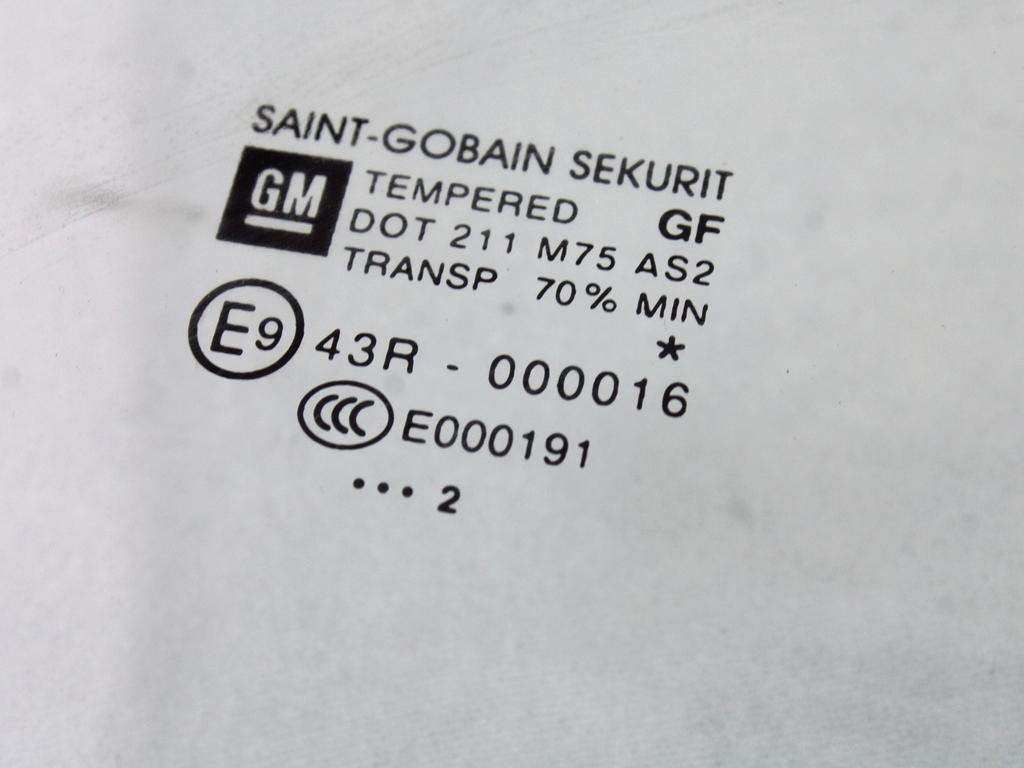 SAINT-GOBAIN SEKURIT
GM
TEMPERED GF
DOT 211 M75 AS2
TRANSP 70% MIN
*
E9 43R - 000016
CCC E000191
••• 2